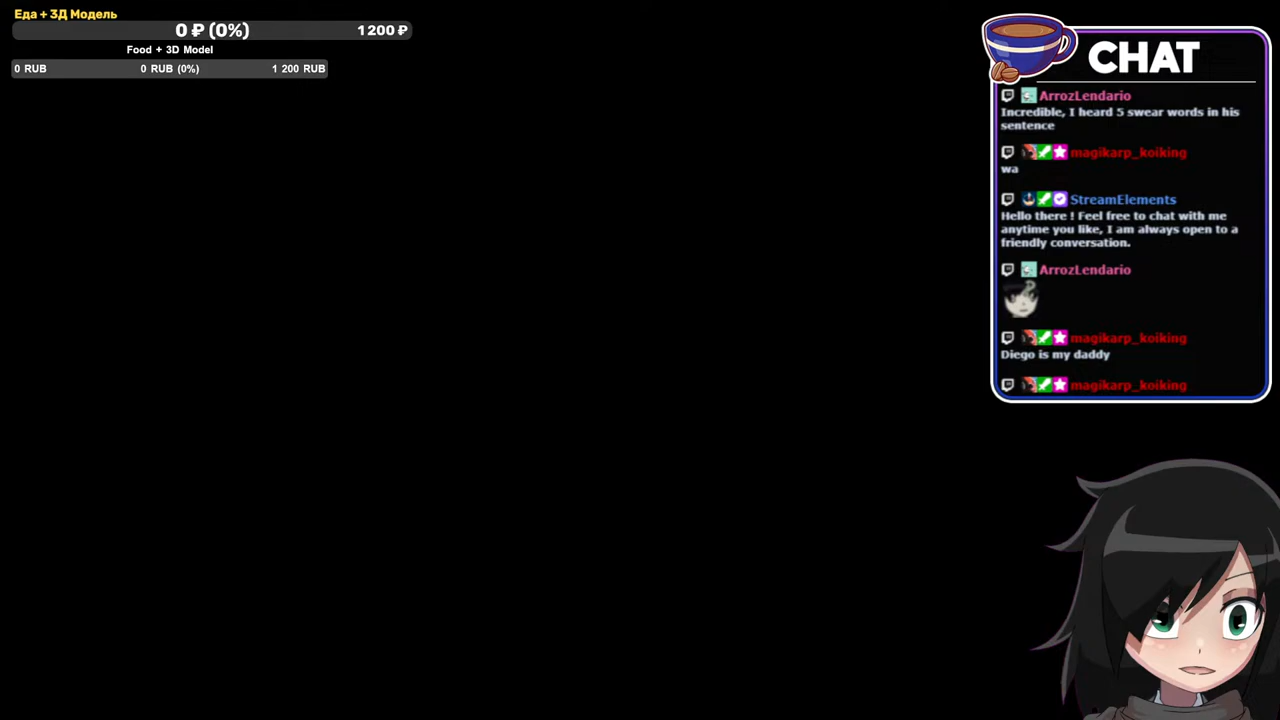 Еда + 3Д Модель
0 ₽ (0%)
1 200 ₽
Food + 3D Model
0 RUB
0 RUB (0%)
1 200 RUB
CHAT
ArrozLendario
Incredible, I heard 5 swear words in his
sentence
magikarp_koiking
wa
StreamElements
Hello there ! Feel free to chat with me
anytime you like, I am always open to a
friendly conversation.
ArrozLendario
magikarp_koiking
Diego is my daddy
magikarp_koiking